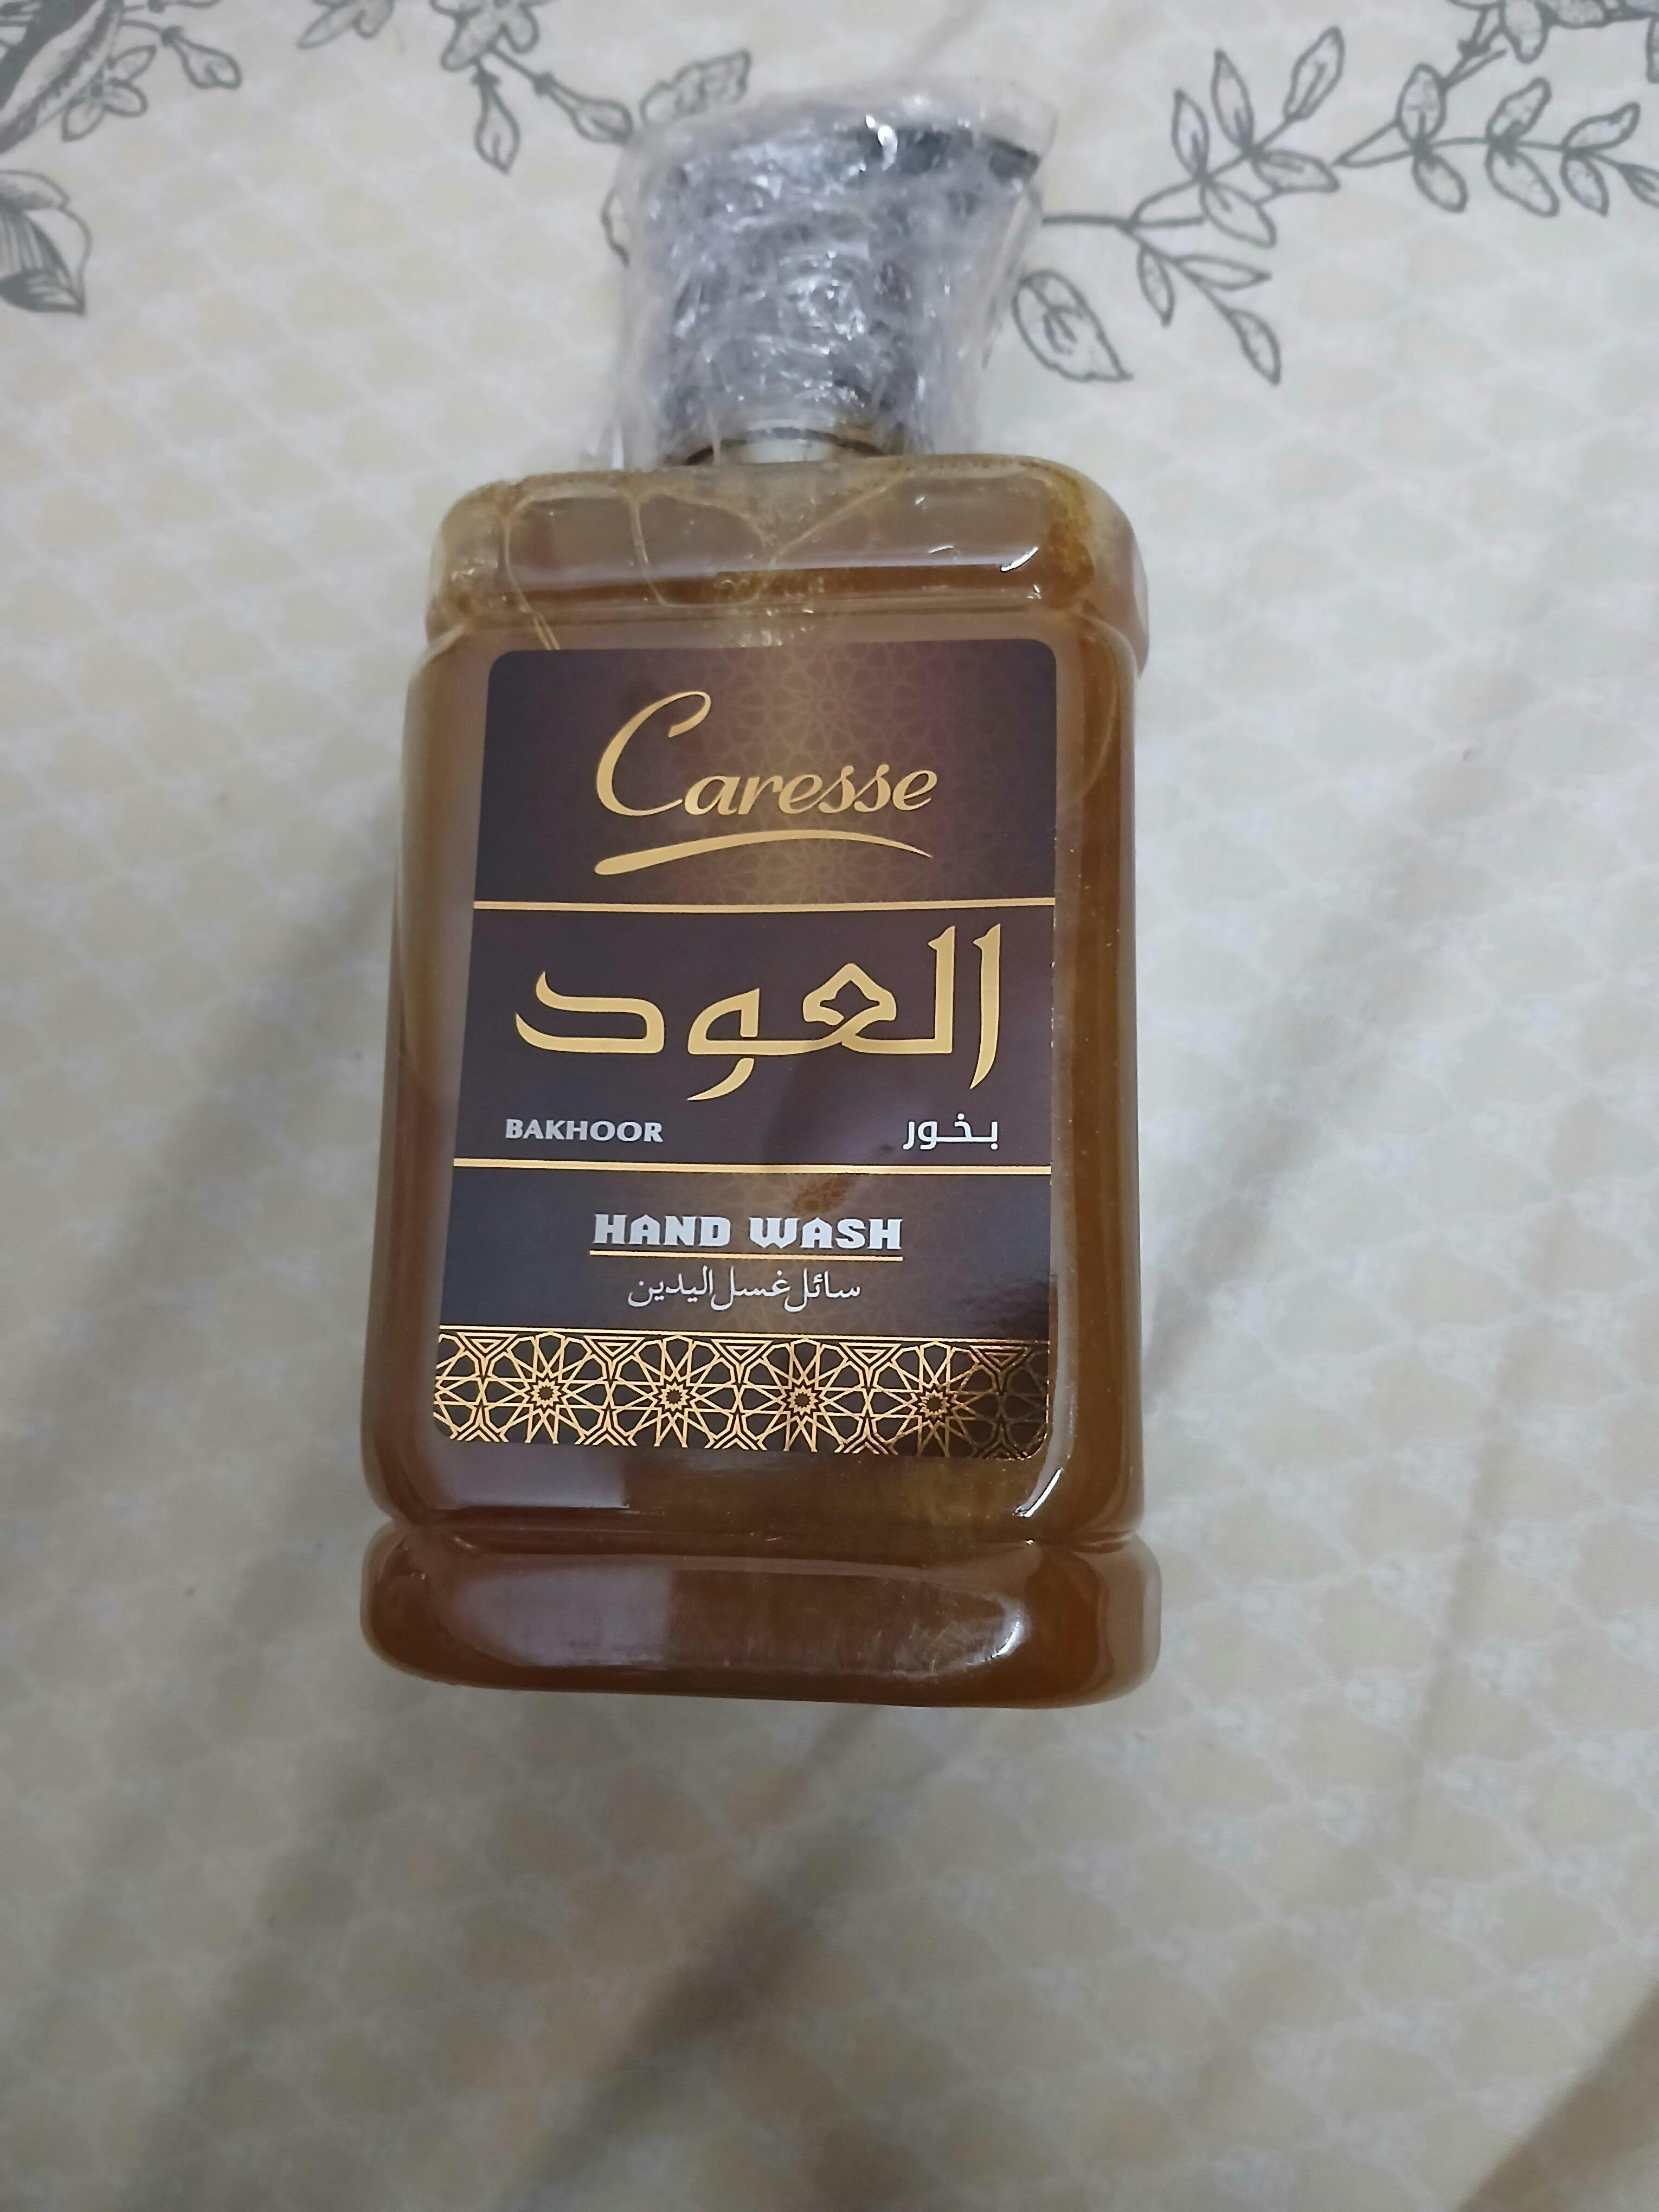 Caresse
العود
BAKHOOR بخور
HAND WASH
سائل غسل اليدين